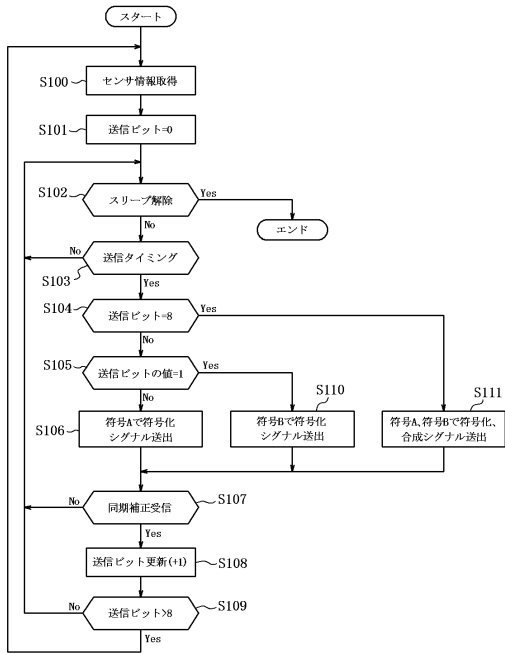 スタート
S100
センサ情報取得
S101
送信ビット=0
S102
スリープ解除
Yes
No
エンド
S103
送信タイミング
No
Yes
S104
送信ビット=8
Yes
No
S105
送信ビットの値=1
Yes
No
S106
符号Aで符号化
シグナル送出
S110
符号Bで符号化
シグナル送出
S111
符号A、符号Bで符号化、
合成シグナル送出
No
同期補正受信
S107
Yes
送信ビット更新(+1)
S108
No
送信ビット>8
S109
Yes